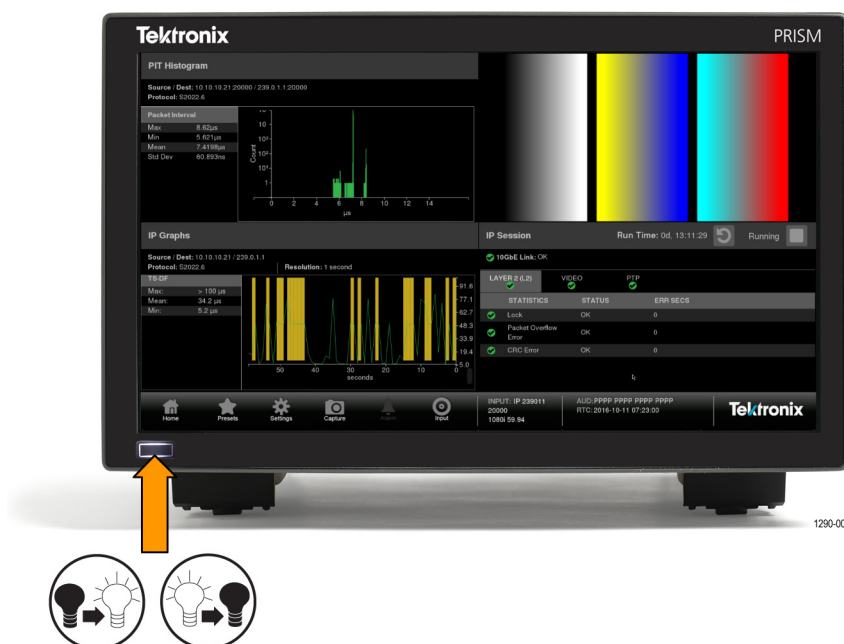 Tektronix
PRISM
PIT Histogram
Source / Dest: 10.10.10.21:20000 / 239.0.1.1:20000
Protocol: S2022.6
Packet Interval
Max 8.62µs
Min 5.621µs
Mean 7.4198µs
Std Dev 60.893ns
Count
10
10³
10²
10¹
1
0 2 4 6 8 10 12 14
µs
IP Graphs
Source / Dest: 10.10.10.21 / 239.0.1.1
Protocol: S2022.6
Resolution: 1 second
TS-DF
Max: > 100 µs
Mean: 34.2 µs
Min: 5.2 µs
91.6
77.1
62.7
48.3
33.9
19.4
5.0
50 40 30 20 10 0
seconds
IP Session
Run Time: 0d, 13:11:29
Running
10GbE Link: OK
LAYER 2 (L2) VIDEO PTP
STATISTICS STATUS ERR SECS
Lock OK 0
Packet Overflow Error OK 0
CRC Error OK 0
Home
Presets
Settings
Capture
Input
INPUT: IP 239011
20000
1080i 59.94
AUD:PPPP PPPP PPPP PPPP
RTC: 2016-10-11 07:23:00
Tektronix
1290-00